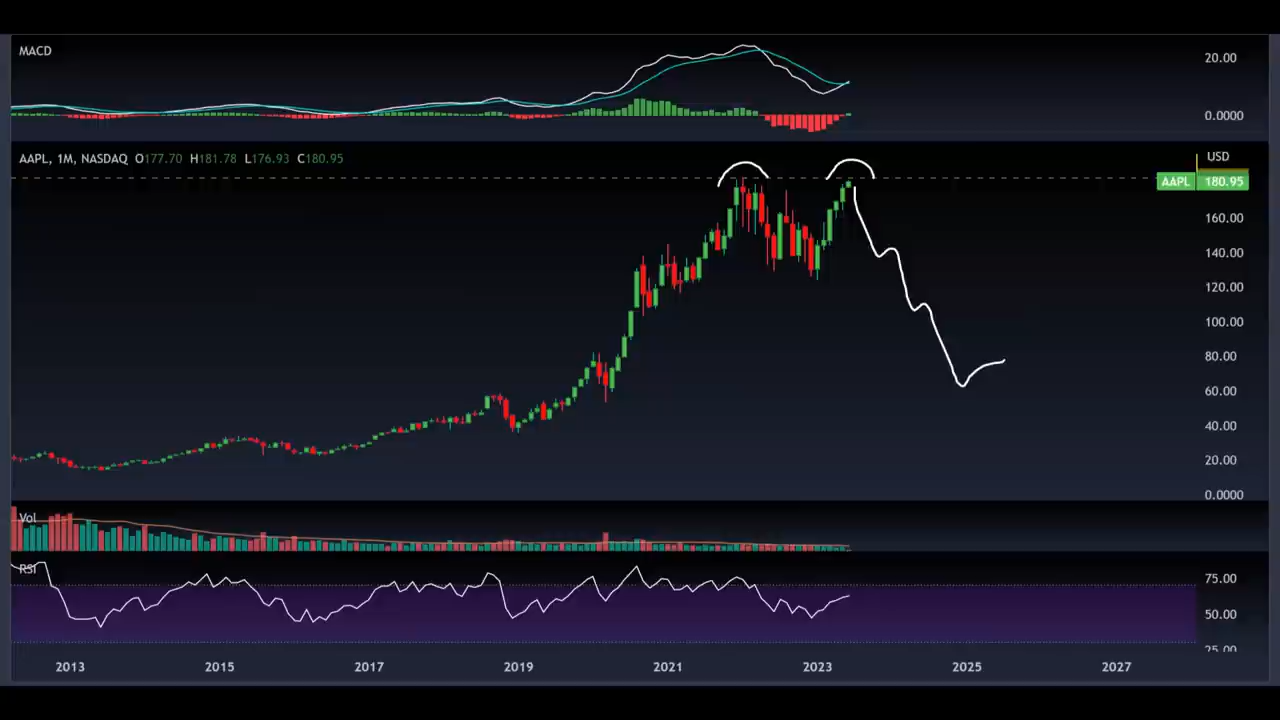 MACD
20.00
0.0000
AAPL, 1M, NASDAQ O177.70 H181.78 L176.93 C180.95
USD
AAPL 180.95
160.00
140.00
120.00
100.00
80.00
60.00
40.00
20.00
0.0000
Vol
RSI
75.00
50.00
25.00
2013 2015 2017 2019 2021 2023 2025 2027